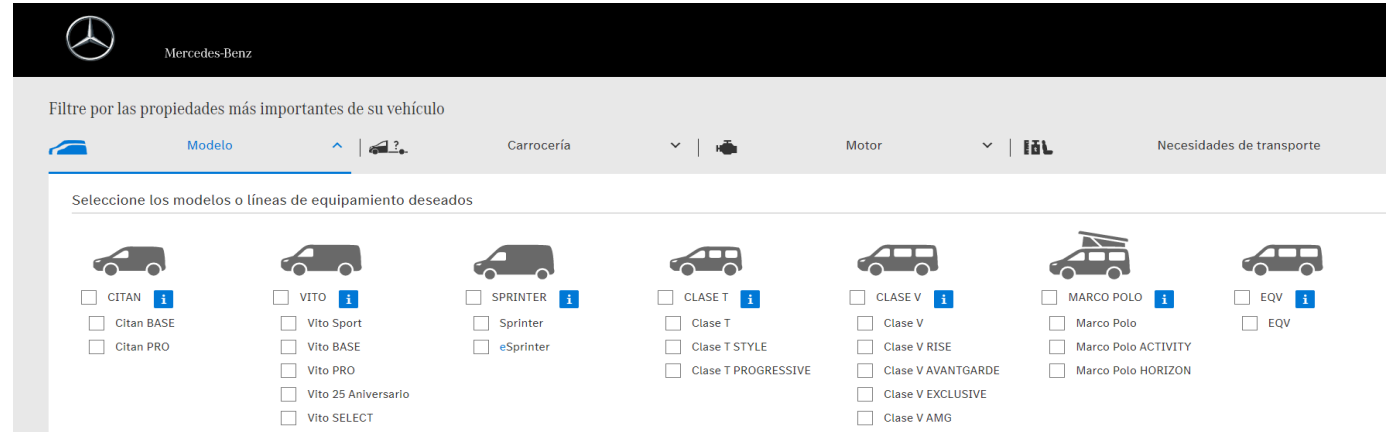 Mercedes-Benz
Filtre por las propiedades más importantes de su vehículo
Modelo
?
Carrocería
Motor
Necesidades de transporte
Seleccione los modelos o líneas de equipamiento deseados
CITAN i
Citan BASE
Citan PRO
VITO i
Vito Sport
Vito BASE
Vito PRO
Vito 25 Aniversario
Vito SELECT
SPRINTER i
Sprinter
eSprinter
CLASE T i
Clase T
Clase T STYLE
Clase T PROGRESSIVE
CLASE V i
Clase V
Clase V RISE
Clase V AVANTGARDE
Clase V EXCLUSIVE
Clase V AMG
MARCO POLO i
Marco Polo
Marco Polo ACTIVITY
Marco Polo HORIZON
EQV i
EQV